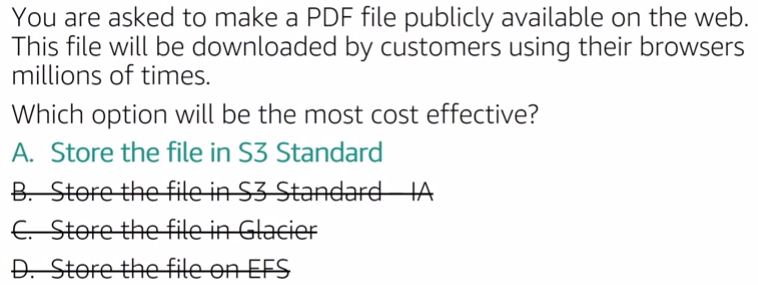 You are asked to make a PDF file publicly available on the web.
This file will be downloaded by customers using their browsers
millions of times.
Which option will be the most cost effective?
A. Store the file in S3 Standard
B. Store the file in S3 Standard – IA
C. Store the file in Glacier
D. Store the file on EFS